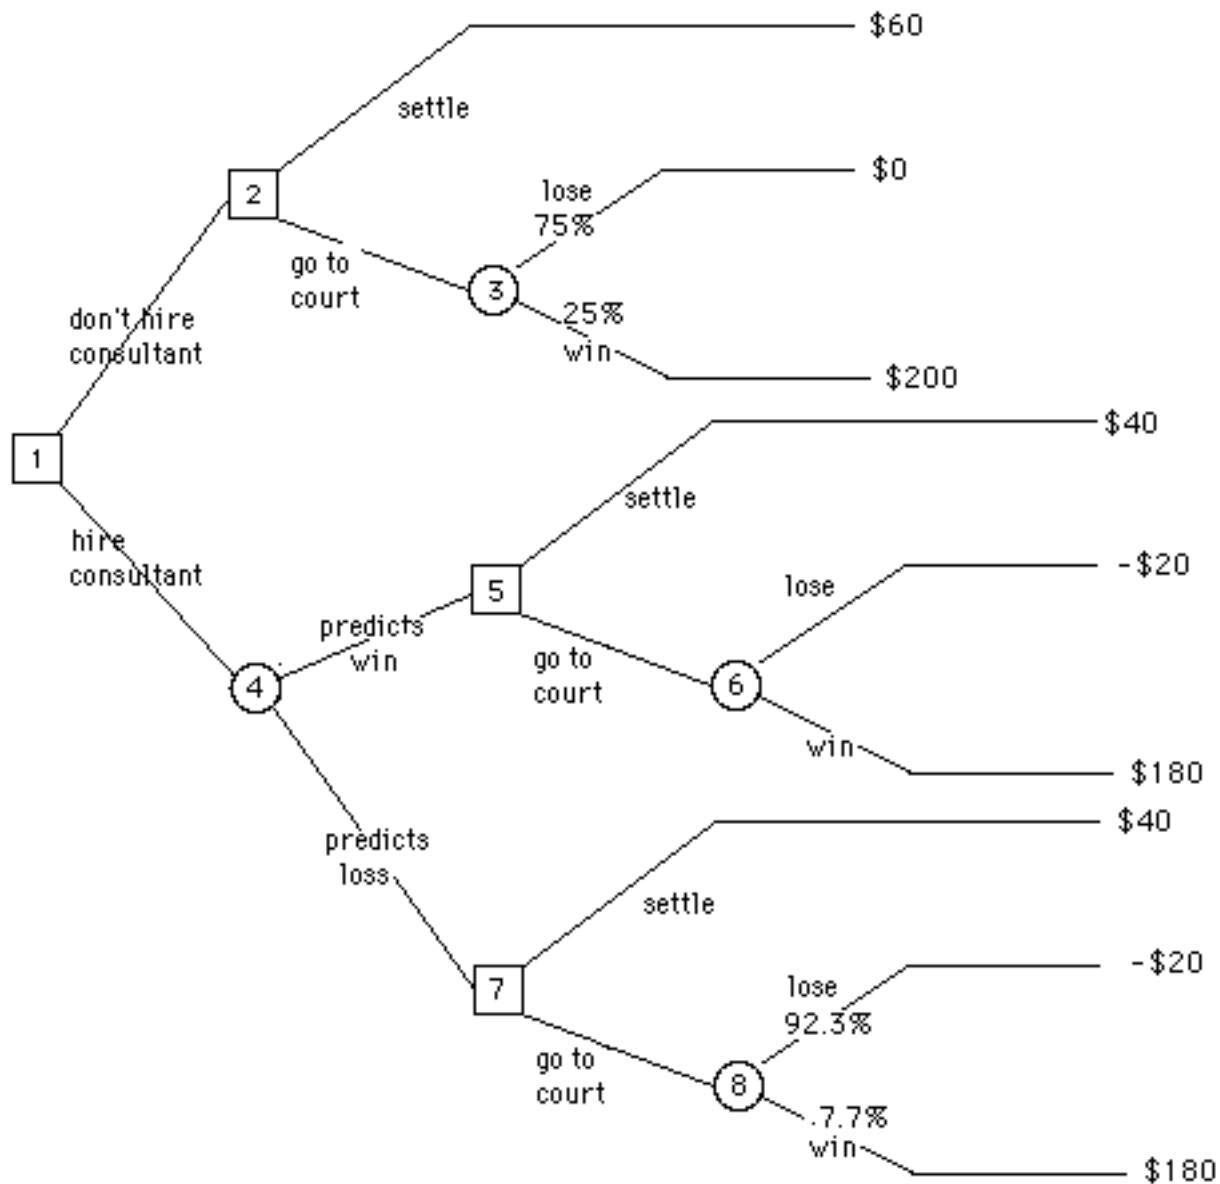 $60
settle
2
$0
lose
75%
go to
court
3
25%
win
don't hire
consultant
$200
$40
1
settle
hire
consultant
5
-$20
lose
predicts
win
go to
court
4
6
win
$180
$40
predicts
loss
settle
-$20
7
lose
92.3%
go to
court
8
.7.7%
win
$180